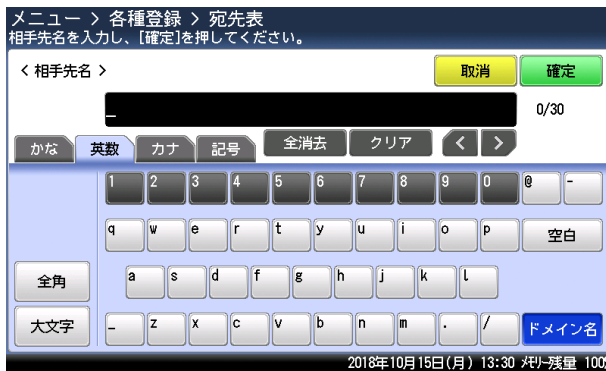 メニュー > 各種登録 > 宛先表
相手先名を入力し、[確定]を押してください。
< 相手先名 >
取消
確定
_
0/30
かな 英数 カナ 記号 全消去 クリア < >
1 2 3 4 5 6 7 8 9 0 @ -
q w e r t y u i o p 空白
全角 a s d f g h j k l
大文字 _ z x c v b n m . / ドメイン名
2018年10月15日(月) 13:30 メモリー残量 100%